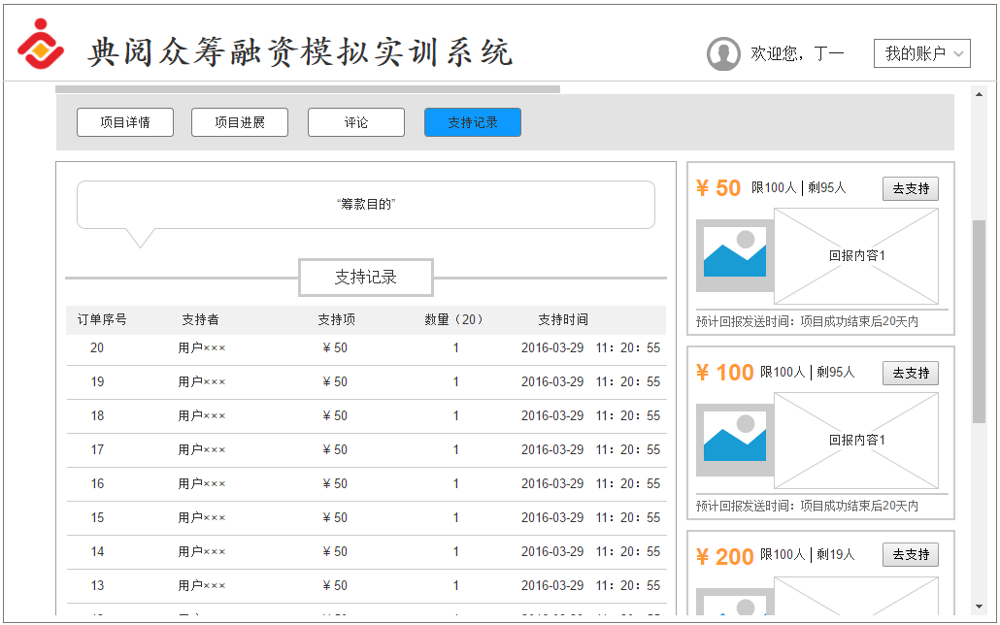 典阅众筹融资模拟实训系统
欢迎您，丁一
我的账户
项目详情 项目进展 评论 支持记录
“筹款目的”
支持记录
订单序号 支持者 支持项 数量（20） 支持时间
20 用户××× ¥ 50 1 2016-03-29 11：20：55
19 用户××× ¥ 50 1 2016-03-29 11：20：55
18 用户××× ¥ 50 1 2016-03-29 11：20：55
17 用户××× ¥ 50 1 2016-03-29 11：20：55
16 用户××× ¥ 50 1 2016-03-29 11：20：55
15 用户××× ¥ 50 1 2016-03-29 11：20：55
14 用户××× ¥ 50 1 2016-03-29 11：20：55
13 用户××× ¥ 50 1 2016-03-29 11：20：55
¥ 50 限100人 | 剩95人 去支持
回报内容1
预计回报发送时间：项目成功结束后20天内
¥ 100 限100人 | 剩95人 去支持
回报内容1
预计回报发送时间：项目成功结束后20天内
¥ 200 限100人 | 剩19人 去支持